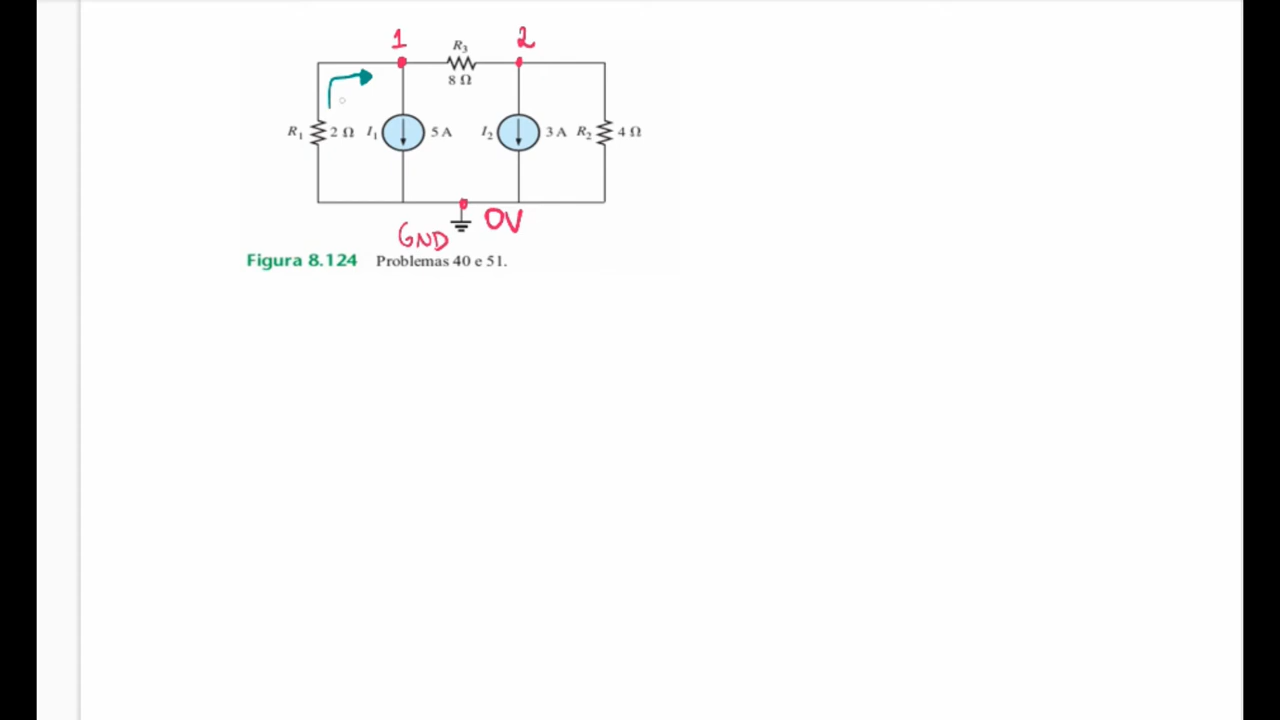 1 2
R3
8 Ω
R1 2 Ω I1 5 A I2 3 A R2 4 Ω
GND 0V
Figura 8.124 Problemas 40 e 51.